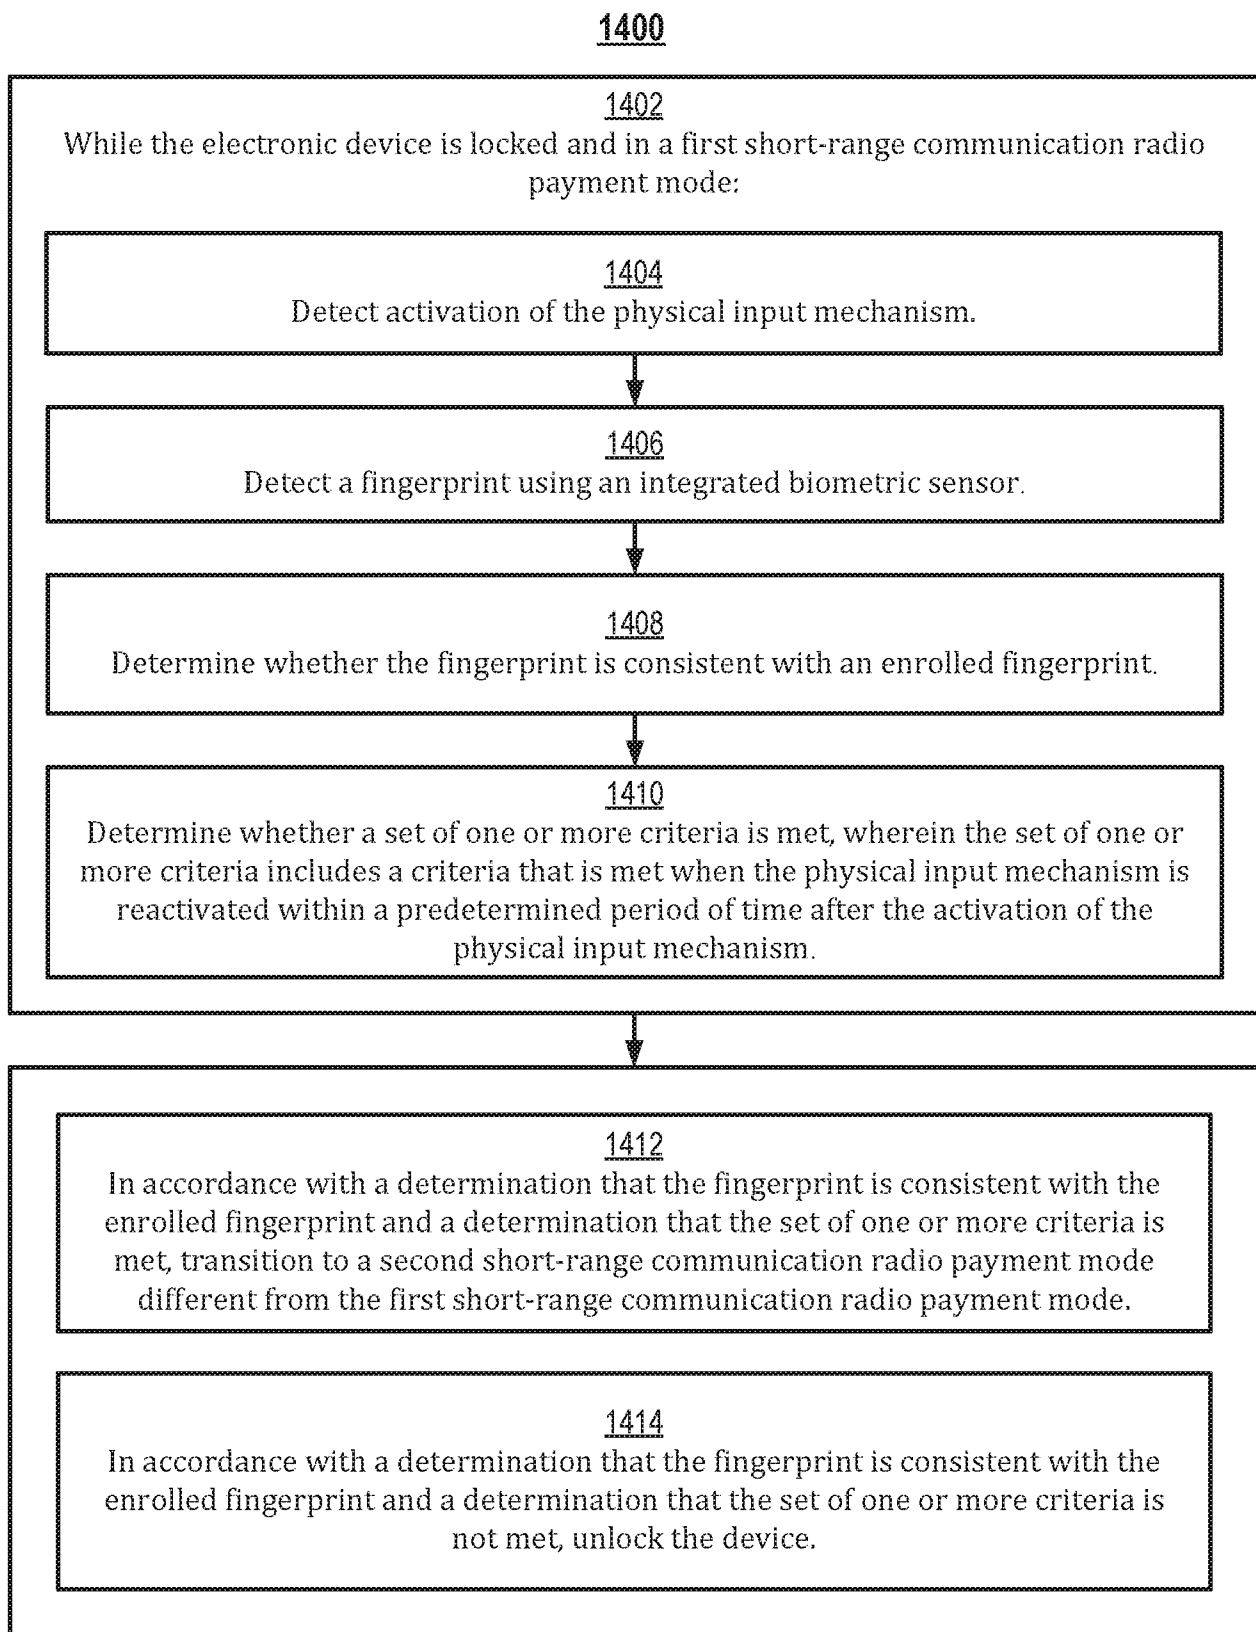 1400
1402
While the electronic device is locked and in a first short-range communication radio
payment mode:
1404
Detect activation of the physical input mechanism.
1406
Detect a fingerprint using an integrated biometric sensor.
1408
Determine whether the fingerprint is consistent with an enrolled fingerprint.
1410
Determine whether a set of one or more criteria is met, wherein the set of one or
more criteria includes a criteria that is met when the physical input mechanism is
reactivated within a predetermined period of time after the activation of the
physical input mechanism.
1412
In accordance with a determination that the fingerprint is consistent with the
enrolled fingerprint and a determination that the set of one or more criteria is
met, transition to a second short-range communication radio payment mode
different from the first short-range communication radio payment mode.
1414
In accordance with a determination that the fingerprint is consistent with the
enrolled fingerprint and a determination that the set of one or more criteria is
not met, unlock the device.